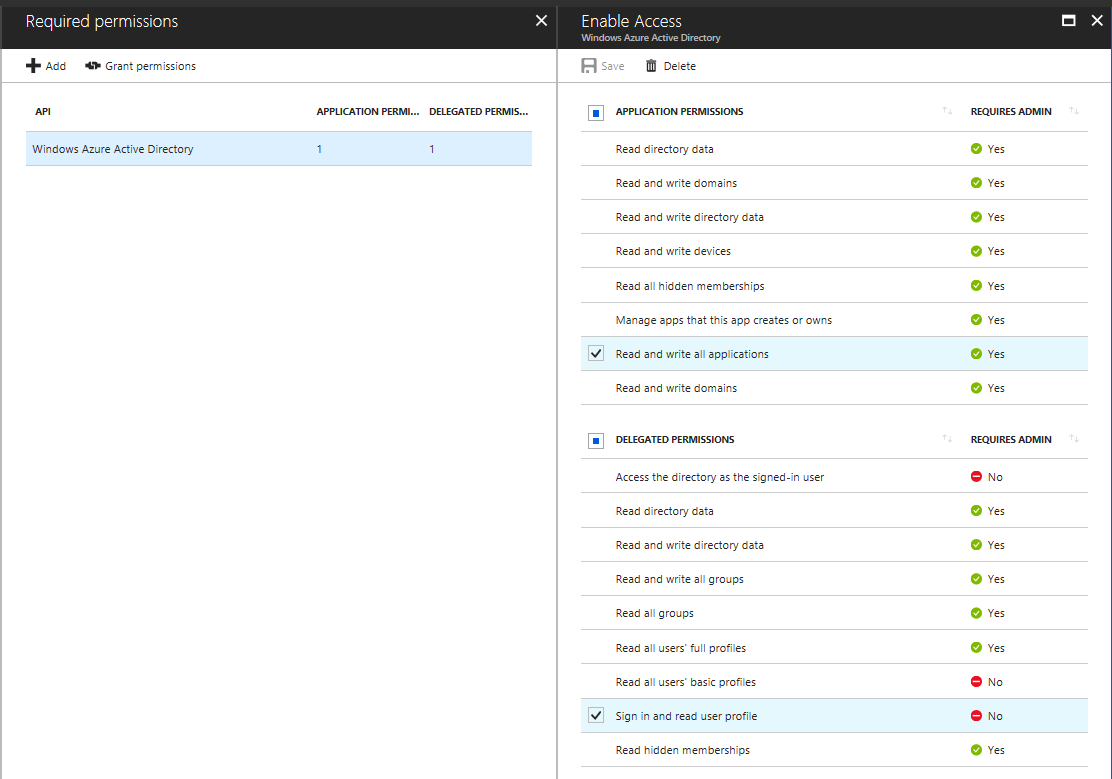 Required permissions
Add
Grant permissions
API
APPLICATION PERMI...
DELEGATED PERMIS...
Windows Azure Active Directory
1
1
Enable Access
Windows Azure Active Directory
Save
Delete
APPLICATION PERMISSIONS
REQUIRES ADMIN
Read directory data
Yes
Read and write domains
Yes
Read and write directory data
Yes
Read and write devices
Yes
Read all hidden memberships
Yes
Manage apps that this app creates or owns
Yes
Read and write all applications
Yes
Read and write domains
Yes
DELEGATED PERMISSIONS
REQUIRES ADMIN
Access the directory as the signed-in user
No
Read directory data
Yes
Read and write directory data
Yes
Read and write all groups
Yes
Read all groups
Yes
Read all users' full profiles
Yes
Read all users' basic profiles
No
Sign in and read user profile
No
Read hidden memberships
Yes